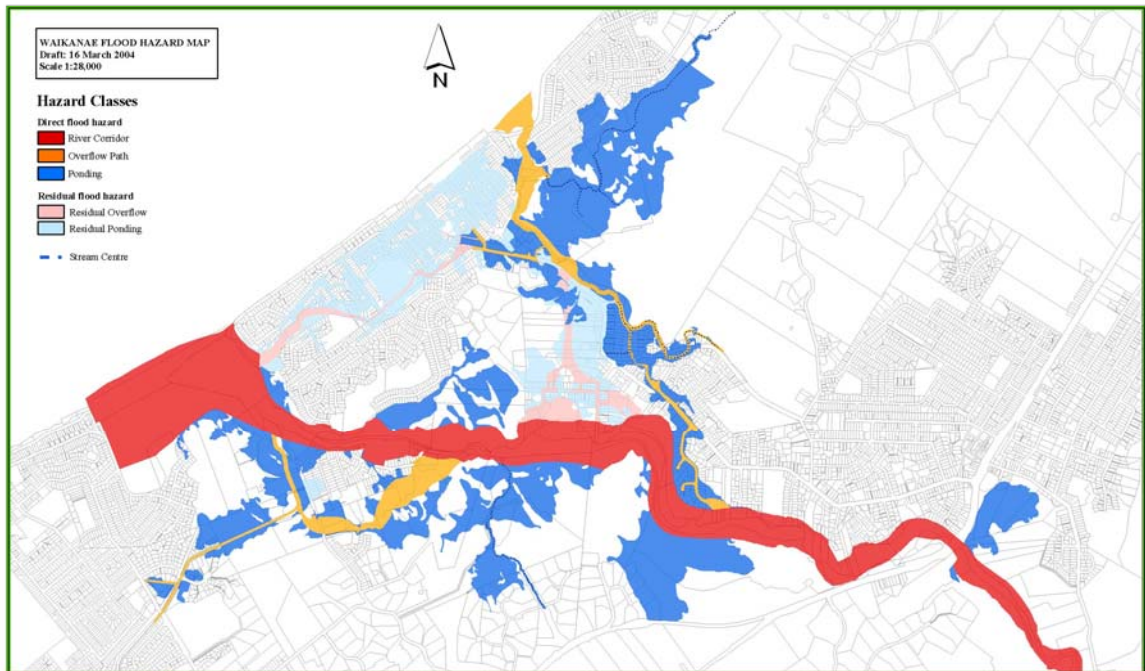 WAIKANAE FLOOD HAZARD MAP
Draft: 16 March 2004
Scale 1:28,000
N
Hazard Classes
Direct flood hazard
River Corridor
Overflow Path
Ponding
Residual flood hazard
Residual Overflow
Residual Ponding
Stream Centre